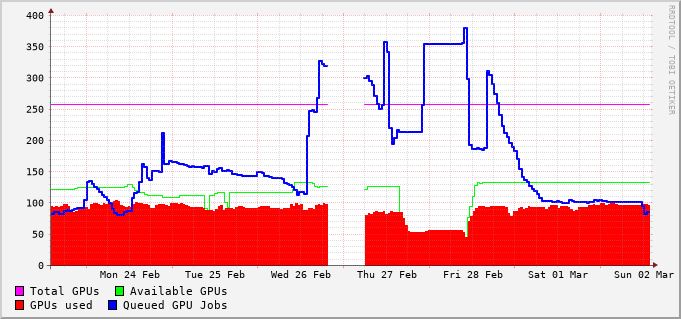 400
350
300
250
200
150
100
50
0
Mon 24 Feb Tue 25 Feb Wed 26 Feb Thu 27 Feb Fri 28 Feb Sat 01 Mar Sun 02 Mar
Total GPUs Available GPUs
GPUs used Queued GPU Jobs
RRDTOOL / TOBI OETIKER